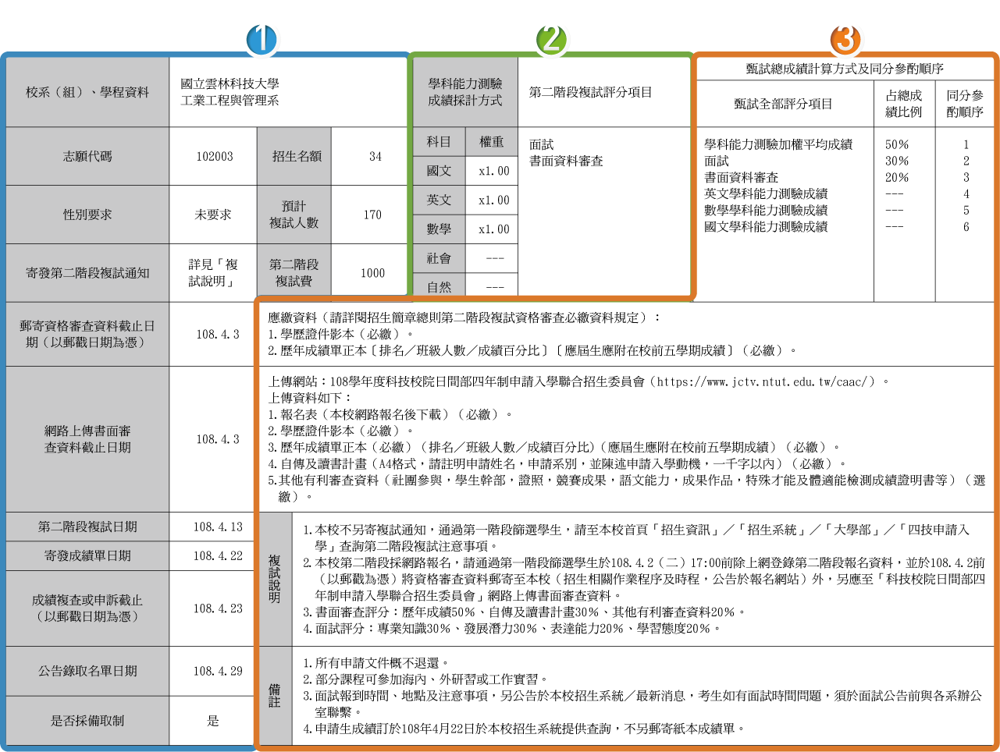 1
2
3
校系（組）、學程資料
國立雲林科技大學
工業工程與管理系
學科能力測驗
成績採計方式
第二階段複試評分項目
甄試總成績計算方式及同分參酌順序
甄試全部評分項目
占總成
績比例
同分參
酌順序
志願代碼
102003
招生名額
34
科目
權重
國文
x1.00
英文
x1.00
數學
x1.00
社會
---
自然
---
面試
書面資料審查
學科能力測驗加權平均成績 50% 1
面試 30% 2
書面資料審查 20% 3
英文學科能力測驗成績 --- 4
數學學科能力測驗成績 --- 5
國文學科能力測驗成績 --- 6
性別要求
未要求
預計
複試人數
170
寄發第二階段複試通知
詳見「複
試說明」
第二階段
複試費
1000
郵寄資格審查資料截止日
期（以郵戳日期為憑）
108.4.3
應繳資料（請詳閱招生簡章總則第二階段複試資格審查必繳資料規定）：
1.學歷證件影本（必繳）。
2.歷年成績單正本〔排名／班級人數／成績百分比〕〔應屆生應附在校前五學期成績〕（必繳）。
網路上傳書面審
查資料截止日期
108.4.3
上傳網站：108學年度科技校院日間部四年制申請入學聯合招生委員會（https://www.jctv.ntut.edu.tw/caac/）。
上傳資料如下：
1.報名表（本校網路報名後下載）（必繳）。
2.學歷證件影本（必繳）。
3.歷年成績單正本（必繳）（排名／班級人數／成績百分比）（應屆生應附在校前五學期成績）（必繳）。
4.自傳及讀書計畫（A4格式，請註明申請姓名，申請系別，並陳述申請入學動機，一千字以內）（必繳）。
5.其他有利審查資料（社團參與，學生幹部，證照，競賽成果，語文能力，成果作品，特殊才能及體適能檢測成績證明書等）（選
繳）。
第二階段複試日期
108.4.13
寄發成績單日期
108.4.22
成績複查或申訴截止
（以郵戳日期為憑）
108.4.23
複試說明
1.本校不另寄複試通知，通過第一階段篩選學生，請至本校首頁「招生資訊」／「招生系統」／「大學部」／「四技申請入
學」查詢第二階段複試注意事項。
2.本校第二階段採網路報名，請通過第一階段篩選學生於108.4.2（二）17:00前除上網登錄第二階段報名資料，並於108.4.2前
（以郵戳為憑）將資格審查資料郵寄至本校（招生相關作業程序及時程，公告於報名網站）外，另應至「科技校院日間部四
年制申請入學聯合招生委員會」網路上傳書面審查資料。
3.書面審查評分：歷年成績50%、自傳及讀書計畫30%、其他有利審查資料20%。
4.面試評分：專業知識30%、發展潛力30%、表達能力20%、學習態度20%。
公告錄取名單日期
108.4.29
是否採備取制
是
備註
1.所有申請文件概不退還。
2.部分課程可參加海內、外研習或工作實習。
3.面試報到時間、地點及注意事項，另公告於本校招生系統／最新消息，考生如有面試時間問題，須於面試公告前與各系辦公
室聯繫。
4.申請生成績訂於108年4月22日於本校招生系統提供查詢，不另郵寄紙本成績單。